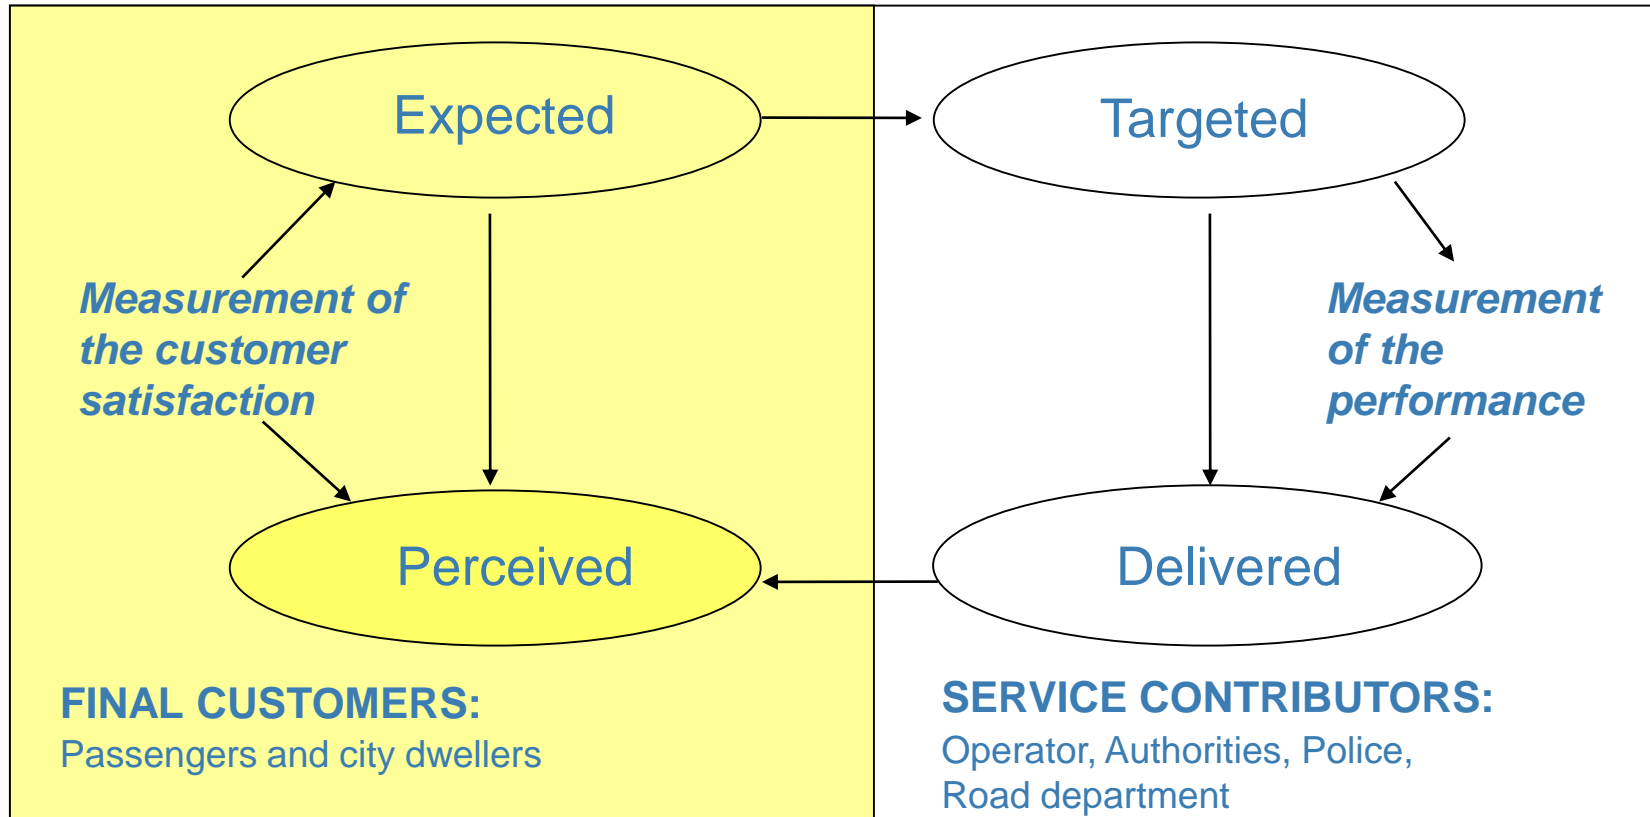 Expected
Targeted
Measurement of
the customer
satisfaction
Measurement
of the
performance
Perceived
Delivered
FINAL CUSTOMERS:
Passengers and city dwellers
SERVICE CONTRIBUTORS:
Operator, Authorities, Police,
Road department